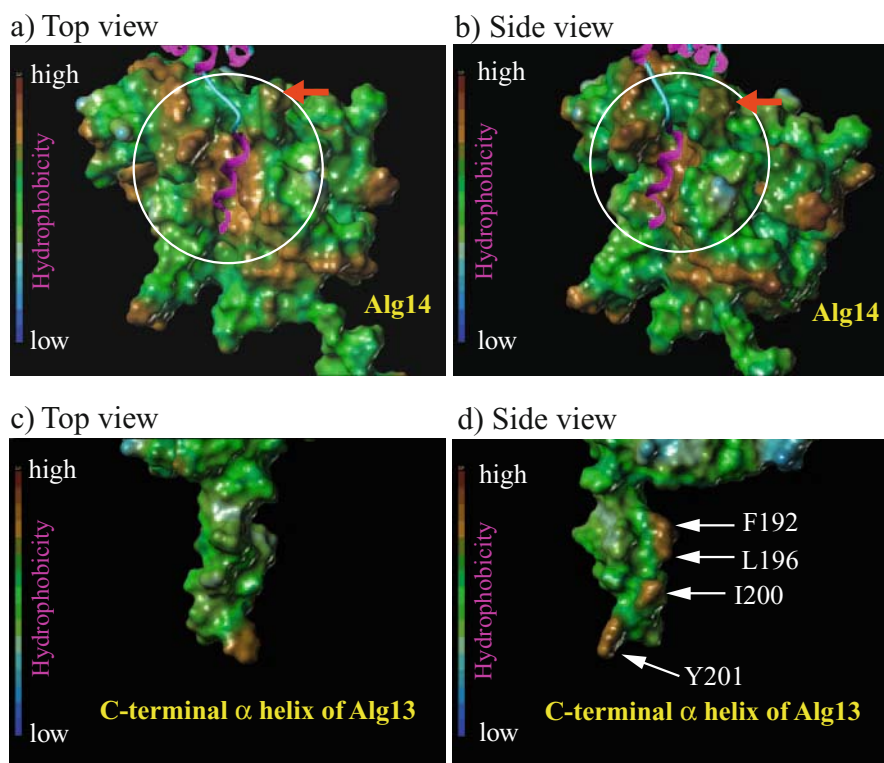 a) Top view
high
Hydrophobicity
low
Alg14
b) Side view
high
Hydrophobicity
low
Alg14
c) Top view
high
Hydrophobicity
low
C-terminal α helix of Alg13
d) Side view
high
Hydrophobicity
low
F192
L196
I200
Y201
C-terminal α helix of Alg13